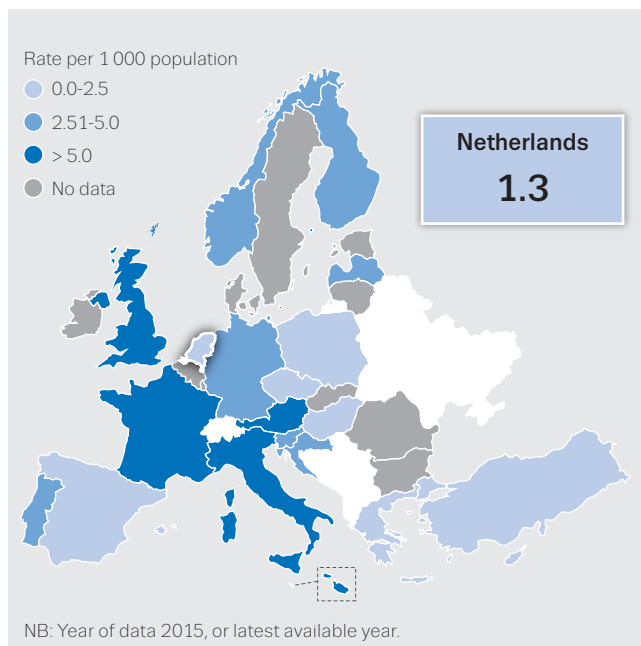 Rate per 1 000 population
0.0-2.5
2.51-5.0
> 5.0
No data
Netherlands
1.3
NB: Year of data 2015, or latest available year.